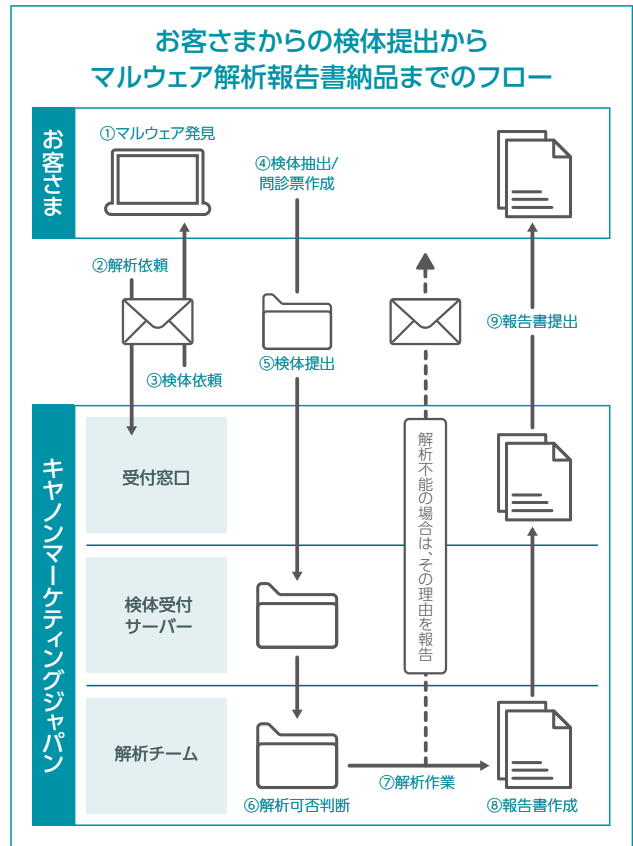 お客さまからの検体提出から
マルウェア解析報告書納品までのフロー
お客さま
①マルウェア発見
④検体抽出/
問診票作成
②解析依頼
③検体依頼
⑤検体提出
⑨報告書提出
キヤノンマーケティングジャパン
受付窓口
解析不能の場合は、その理由を報告
検体受付
サーバー
解析チーム
⑥解析可否判断
⑦解析作業
⑧報告書作成